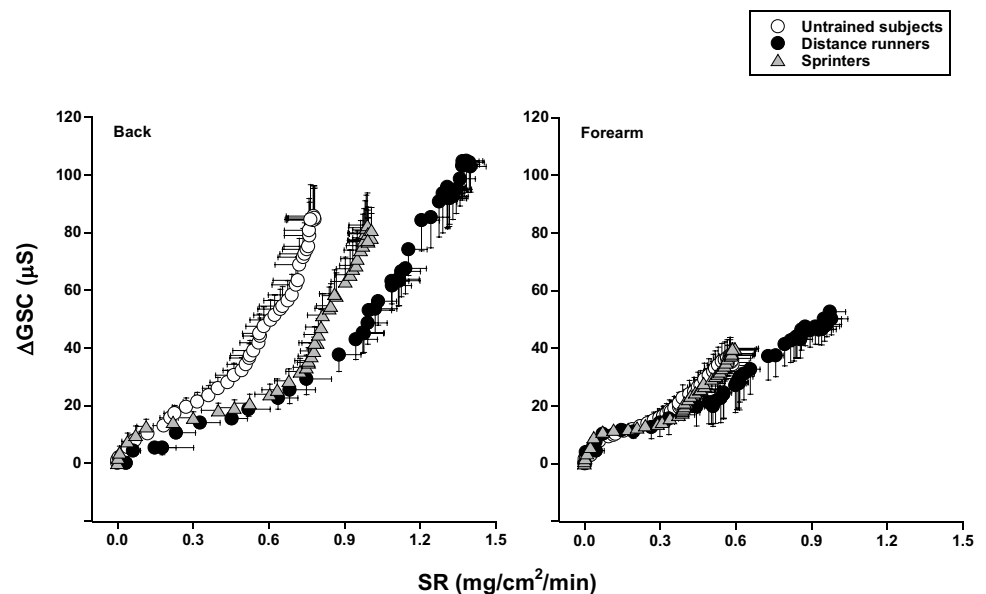 Untrained subjects
Distance runners
Sprinters
Back
Forearm
120
100
80
60
40
20
0
120
100
80
60
40
20
0
ΔGSC (μS)
0.0 0.3 0.6 0.9 1.2 1.5
0.0 0.3 0.6 0.9 1.2 1.5
SR (mg/cm²/min)